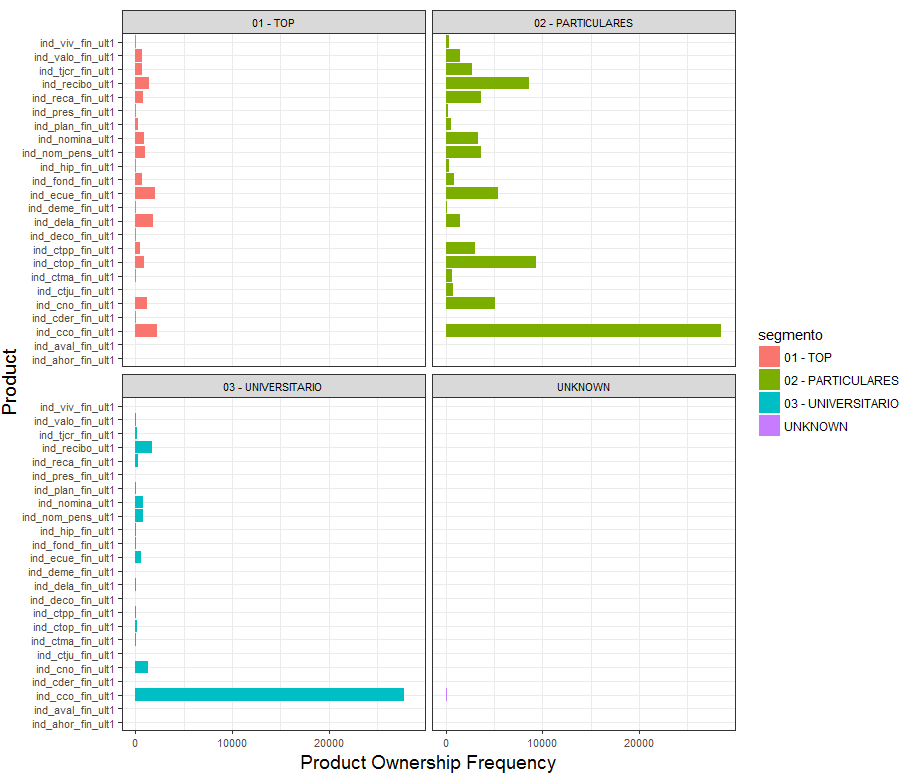 01 - TOP
02 - PARTICULARES
ind_viv_fin_ult1
ind_valo_fin_ult1
ind_tjcr_fin_ult1
ind_recibo_ult1
ind_reca_fin_ult1
ind_pres_fin_ult1
ind_plan_fin_ult1
ind_nomina_ult1
ind_nom_pens_ult1
ind_hip_fin_ult1
ind_fond_fin_ult1
ind_ecue_fin_ult1
ind_deme_fin_ult1
ind_dela_fin_ult1
ind_deco_fin_ult1
ind_ctpp_fin_ult1
ind_ctop_fin_ult1
ind_ctma_fin_ult1
ind_ctju_fin_ult1
ind_cno_fin_ult1
ind_cder_fin_ult1
ind_cco_fin_ult1
ind_aval_fin_ult1
ind_ahor_fin_ult1
03 - UNIVERSITARIO
UNKNOWN
ind_viv_fin_ult1
ind_valo_fin_ult1
ind_tjcr_fin_ult1
ind_recibo_ult1
ind_reca_fin_ult1
ind_pres_fin_ult1
ind_plan_fin_ult1
ind_nomina_ult1
ind_nom_pens_ult1
ind_hip_fin_ult1
ind_fond_fin_ult1
ind_ecue_fin_ult1
ind_deme_fin_ult1
ind_dela_fin_ult1
ind_deco_fin_ult1
ind_ctpp_fin_ult1
ind_ctop_fin_ult1
ind_ctma_fin_ult1
ind_ctju_fin_ult1
ind_cno_fin_ult1
ind_cder_fin_ult1
ind_cco_fin_ult1
ind_aval_fin_ult1
ind_ahor_fin_ult1
0 10000 20000
0 10000 20000
Product Ownership Frequency
Product
segmento
01 - TOP
02 - PARTICULARES
03 - UNIVERSITARIO
UNKNOWN